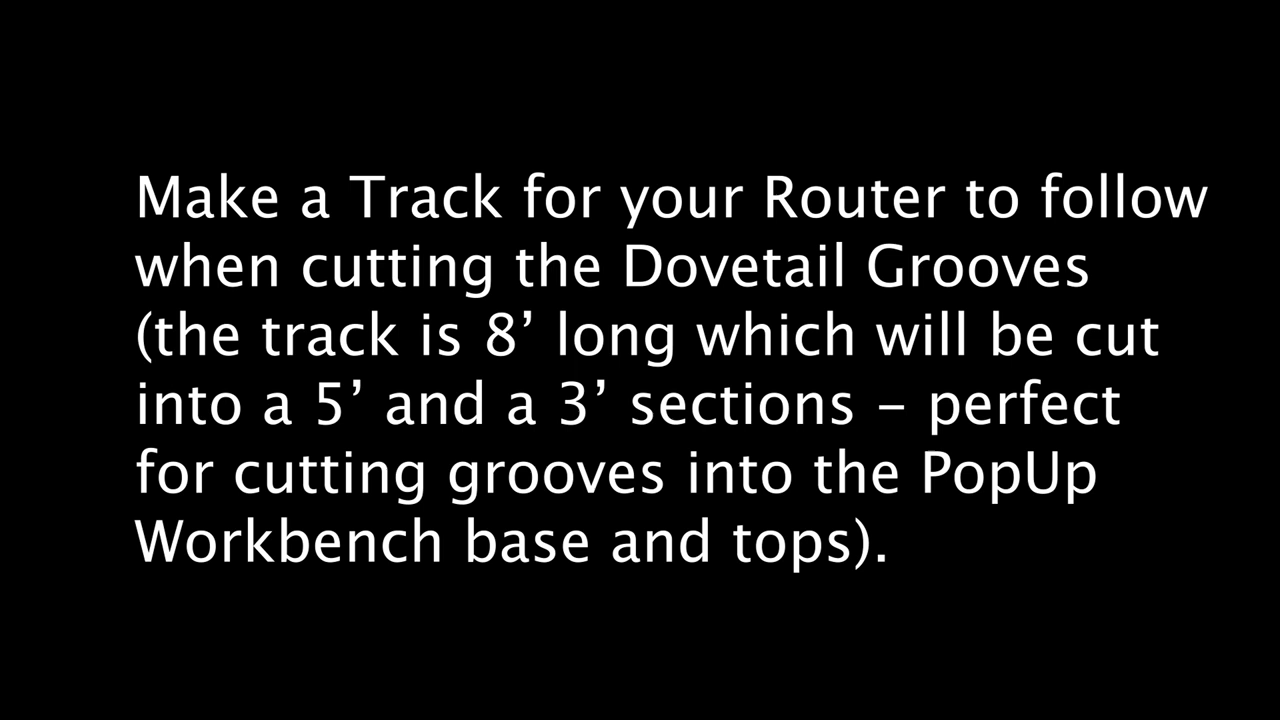 Make a Track for your Router to follow
when cutting the Dovetail Grooves
(the track is 8’ long which will be cut
into a 5’ and a 3’ sections – perfect
for cutting grooves into the PopUp
Workbench base and tops).